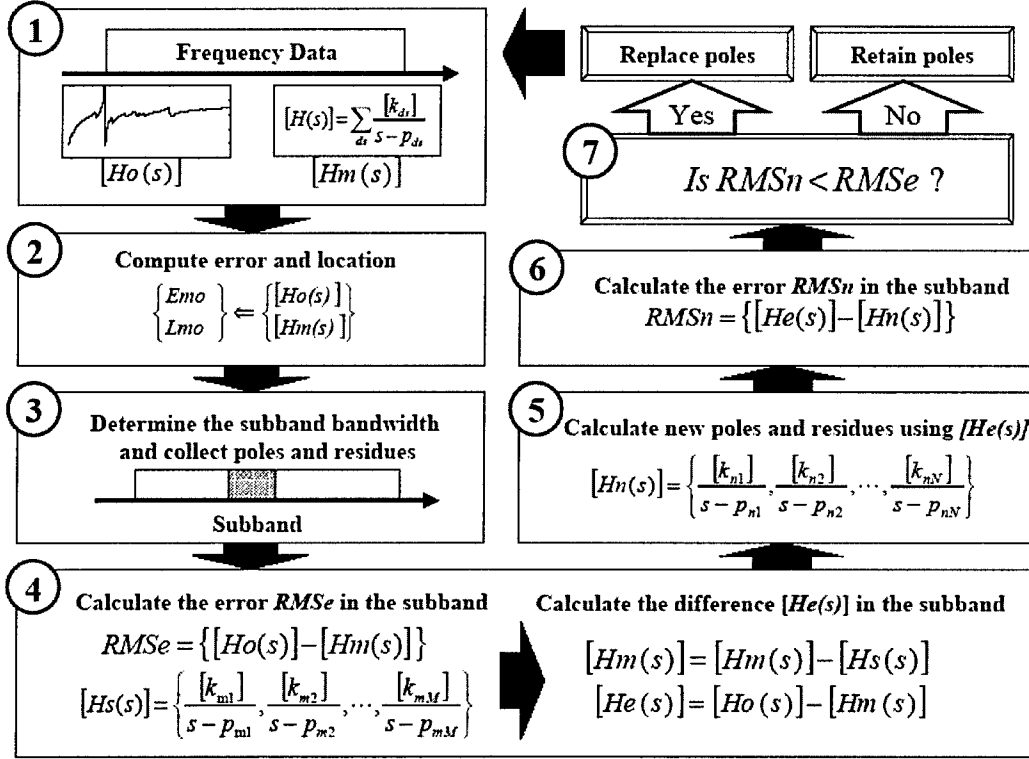 1
Frequency Data
[H(s)]=∑ds [k_ds]/(s-p_ds)
[Ho(s)]
[Hm(s)]
2
Compute error and location
{Emo Lmo} ⇐ {[Ho(s)] [Hm(s)]}
3
Determine the subband bandwidth
and collect poles and residues
Subband
4
Calculate the error RMSe in the subband
RMSe={[Ho(s)]-[Hm(s)]}
[Hs(s)]={[k_m1]/(s-p_m1), [k_m2]/(s-p_m2), ⋯, [k_mM]/(s-p_mM)}
Calculate the difference [He(s)] in the subband
[Hm(s)]=[Hm(s)]-[Hs(s)]
[He(s)]=[Ho(s)]-[Hm(s)]
5
Calculate new poles and residues using [He(s)]
[Hn(s)]={[k_n1]/(s-p_n1), [k_n2]/(s-p_n2), ⋯, [k_nN]/(s-p_nN)}
6
Calculate the error RMSn in the subband
RMSn={[He(s)]-[Hn(s)]}
7
Is RMSn<RMSe ?
Yes
No
Replace poles
Retain poles